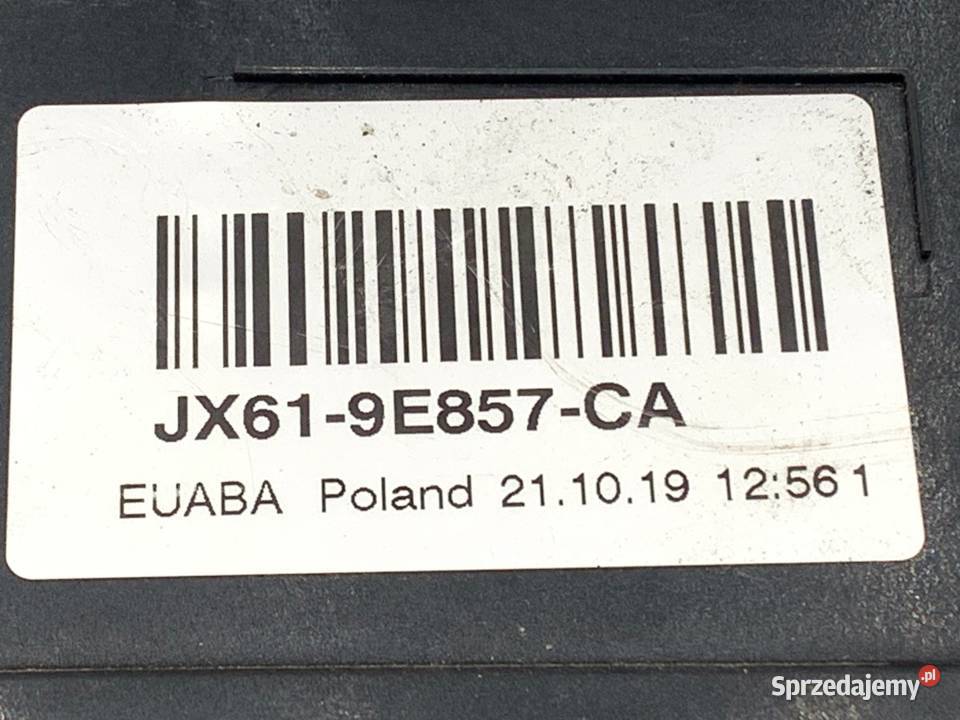 JX61-9E857-CA
EUABA Poland 21.10.19 12:56 1
Sprzedajemy.pl